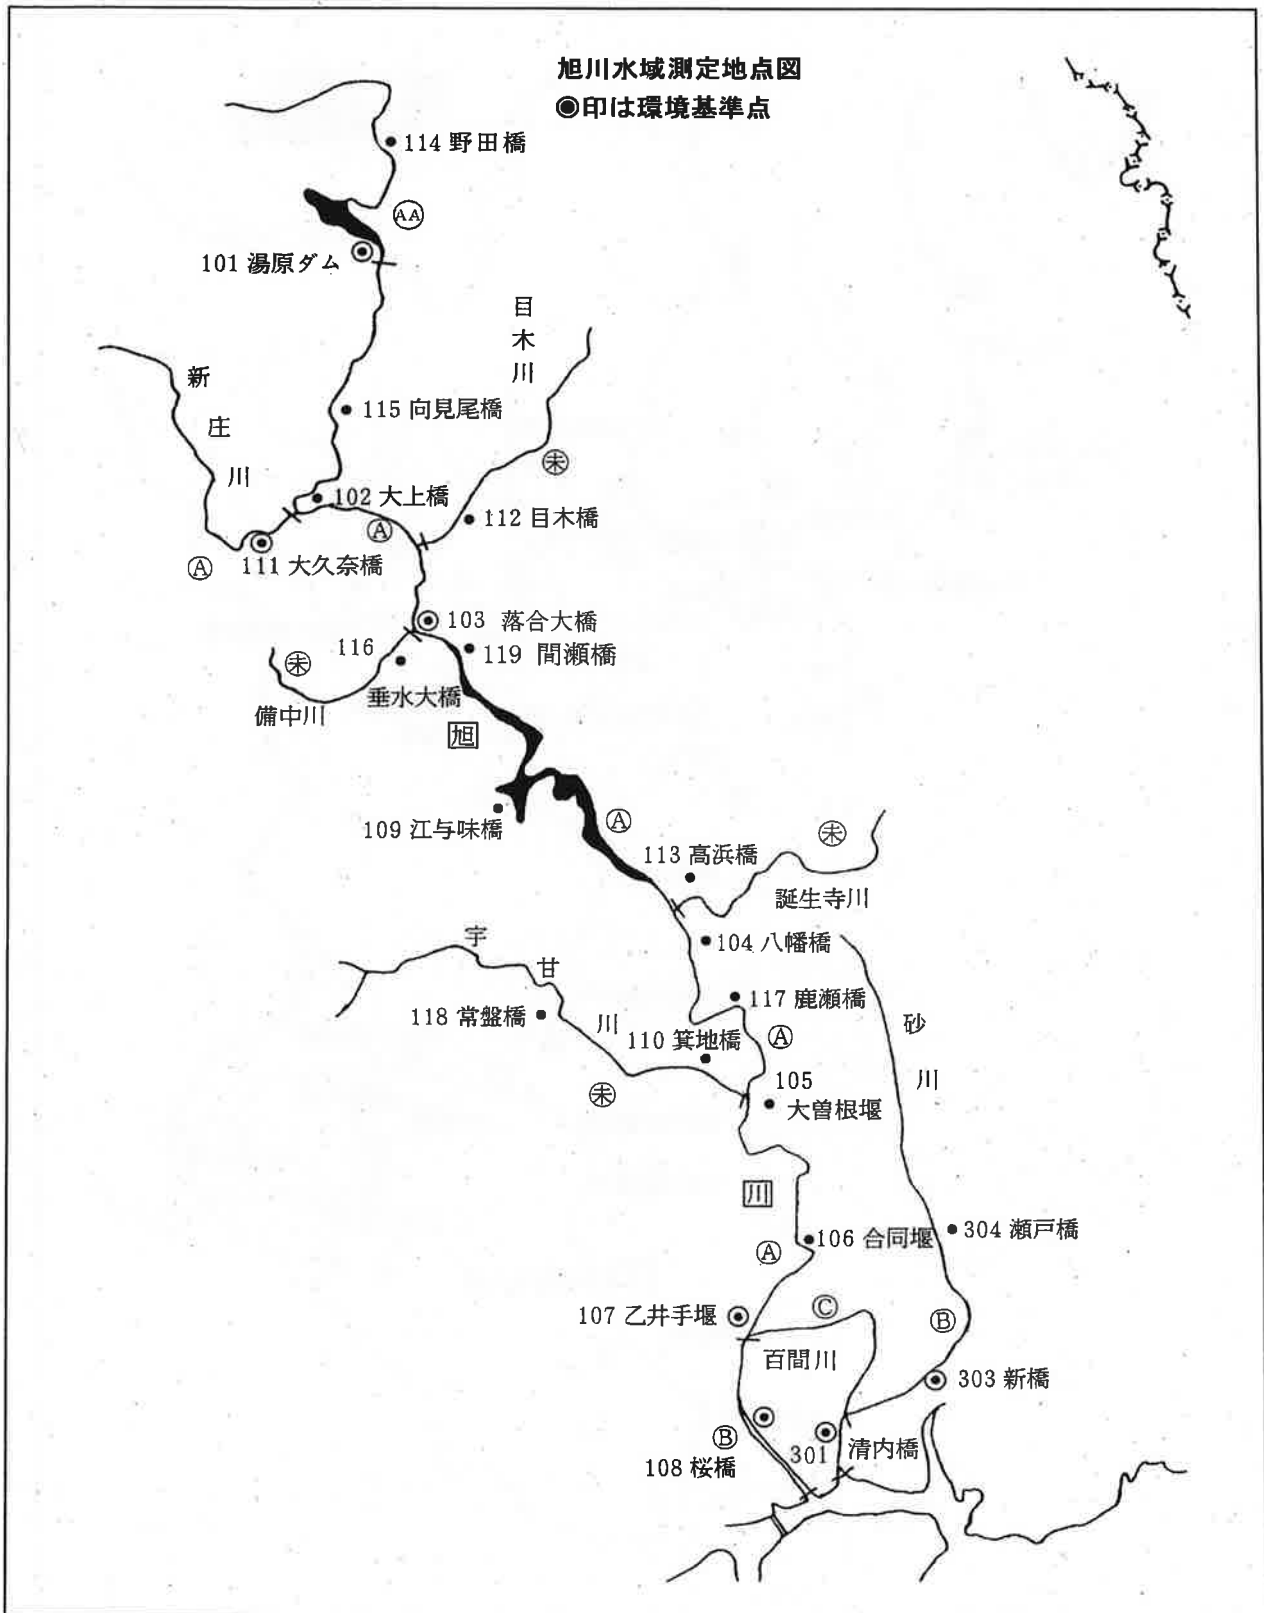 旭川水域測定地点図
◎印は環境基準点
114 野田橋
AA
101 湯原ダム
目木川
新庄川
115 向見尾橋
未
102 大上橋
A
112 目木橋
A
111 大久奈橋
103 落合大橋
116
垂水大橋
119 間瀬橋
未
備中川
旭
109 江与味橋
A
113 高浜橋
未
誕生寺川
104 八幡橋
宇甘川
117 鹿瀬橋
118 常盤橋
110 箕地橋
A
砂川
105
大曽根堰
未
川
106 合同堰
304 瀬戸橋
A
C
107 乙井手堰
B
百間川
303 新橋
B
108 桜橋
301
清内橋